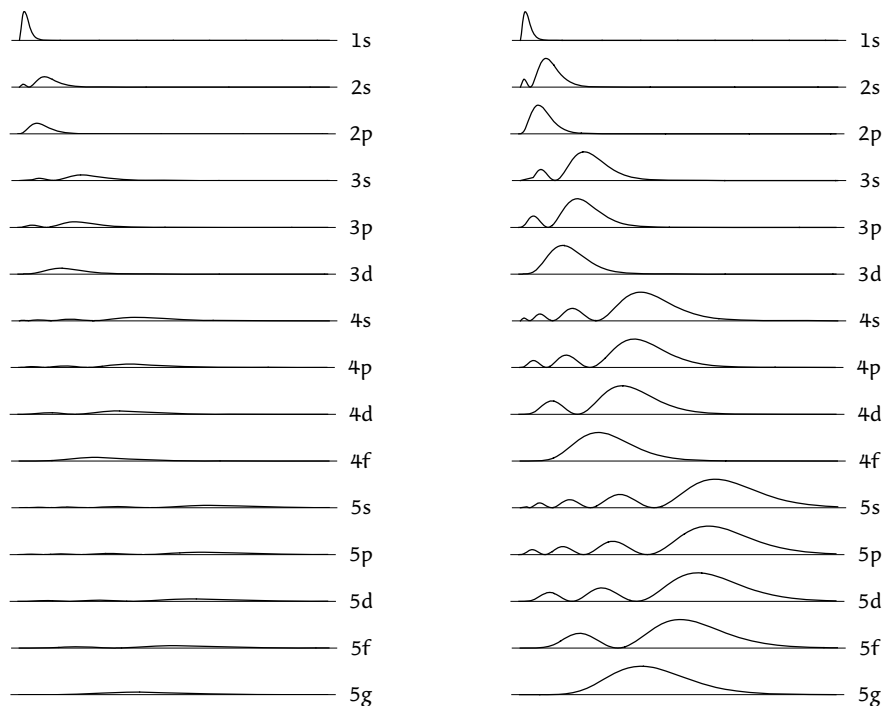 1s 1s
2s 2s
2p 2p
3s 3s
3p 3p
3d 3d
4s 4s
4p 4p
4d 4d
4f 4f
5s 5s
5p 5p
5d 5d
5f 5f
5g 5g